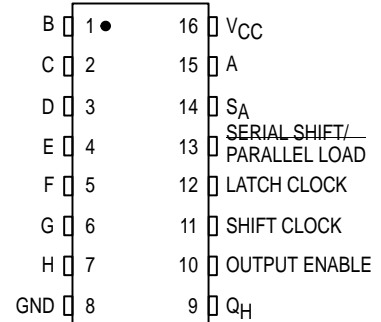 B 1 16 VCC
C 2 15 A
D 3 14 SA
E 4 13 SERIAL SHIFT/
PARALLEL LOAD
F 5 12 LATCH CLOCK
G 6 11 SHIFT CLOCK
H 7 10 OUTPUT ENABLE
GND 8 9 QH